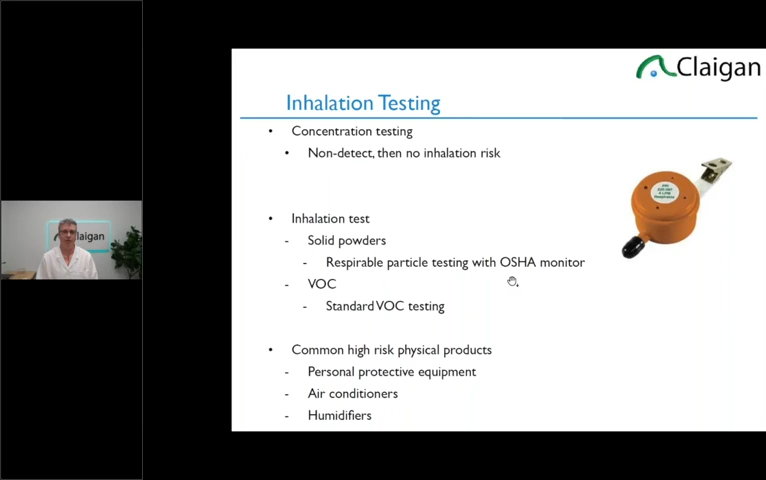 Claigan
Inhalation Testing
• Concentration testing
• Non-detect, then no inhalation risk
• Inhalation test
- Solid powders
- Respirable particle testing with OSHA monitor
- VOC
- Standard VOC testing
• Common high risk physical products
- Personal protective equipment
- Air conditioners
- Humidifiers
Claigan